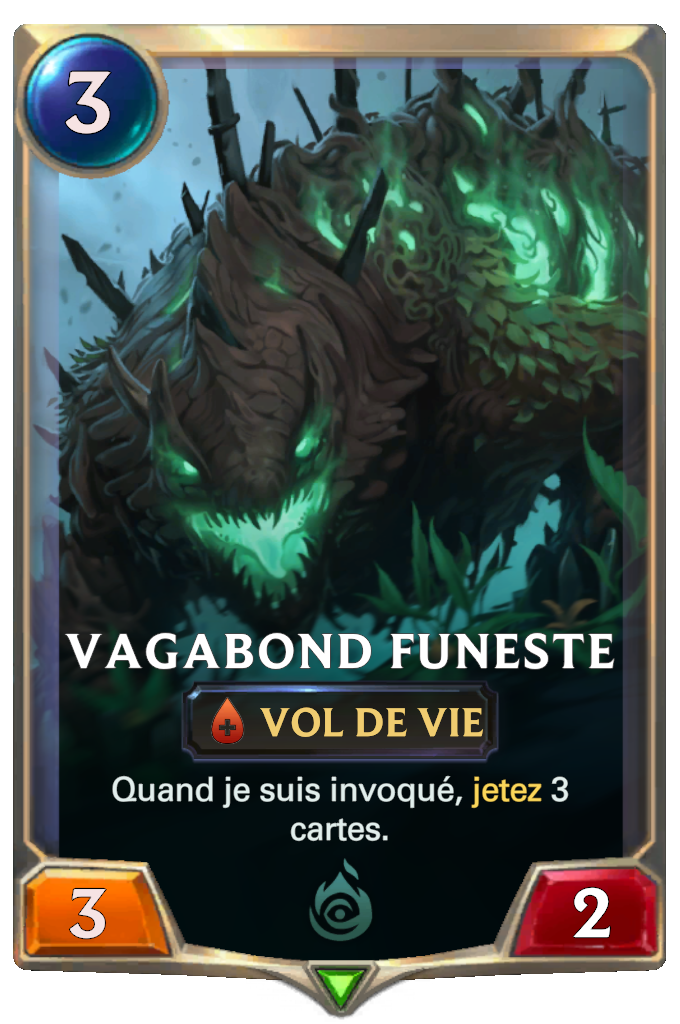 3
VAGABOND FUNESTE
VOL DE VIE
Quand je suis invoqué, jetez 3
cartes.
3
2